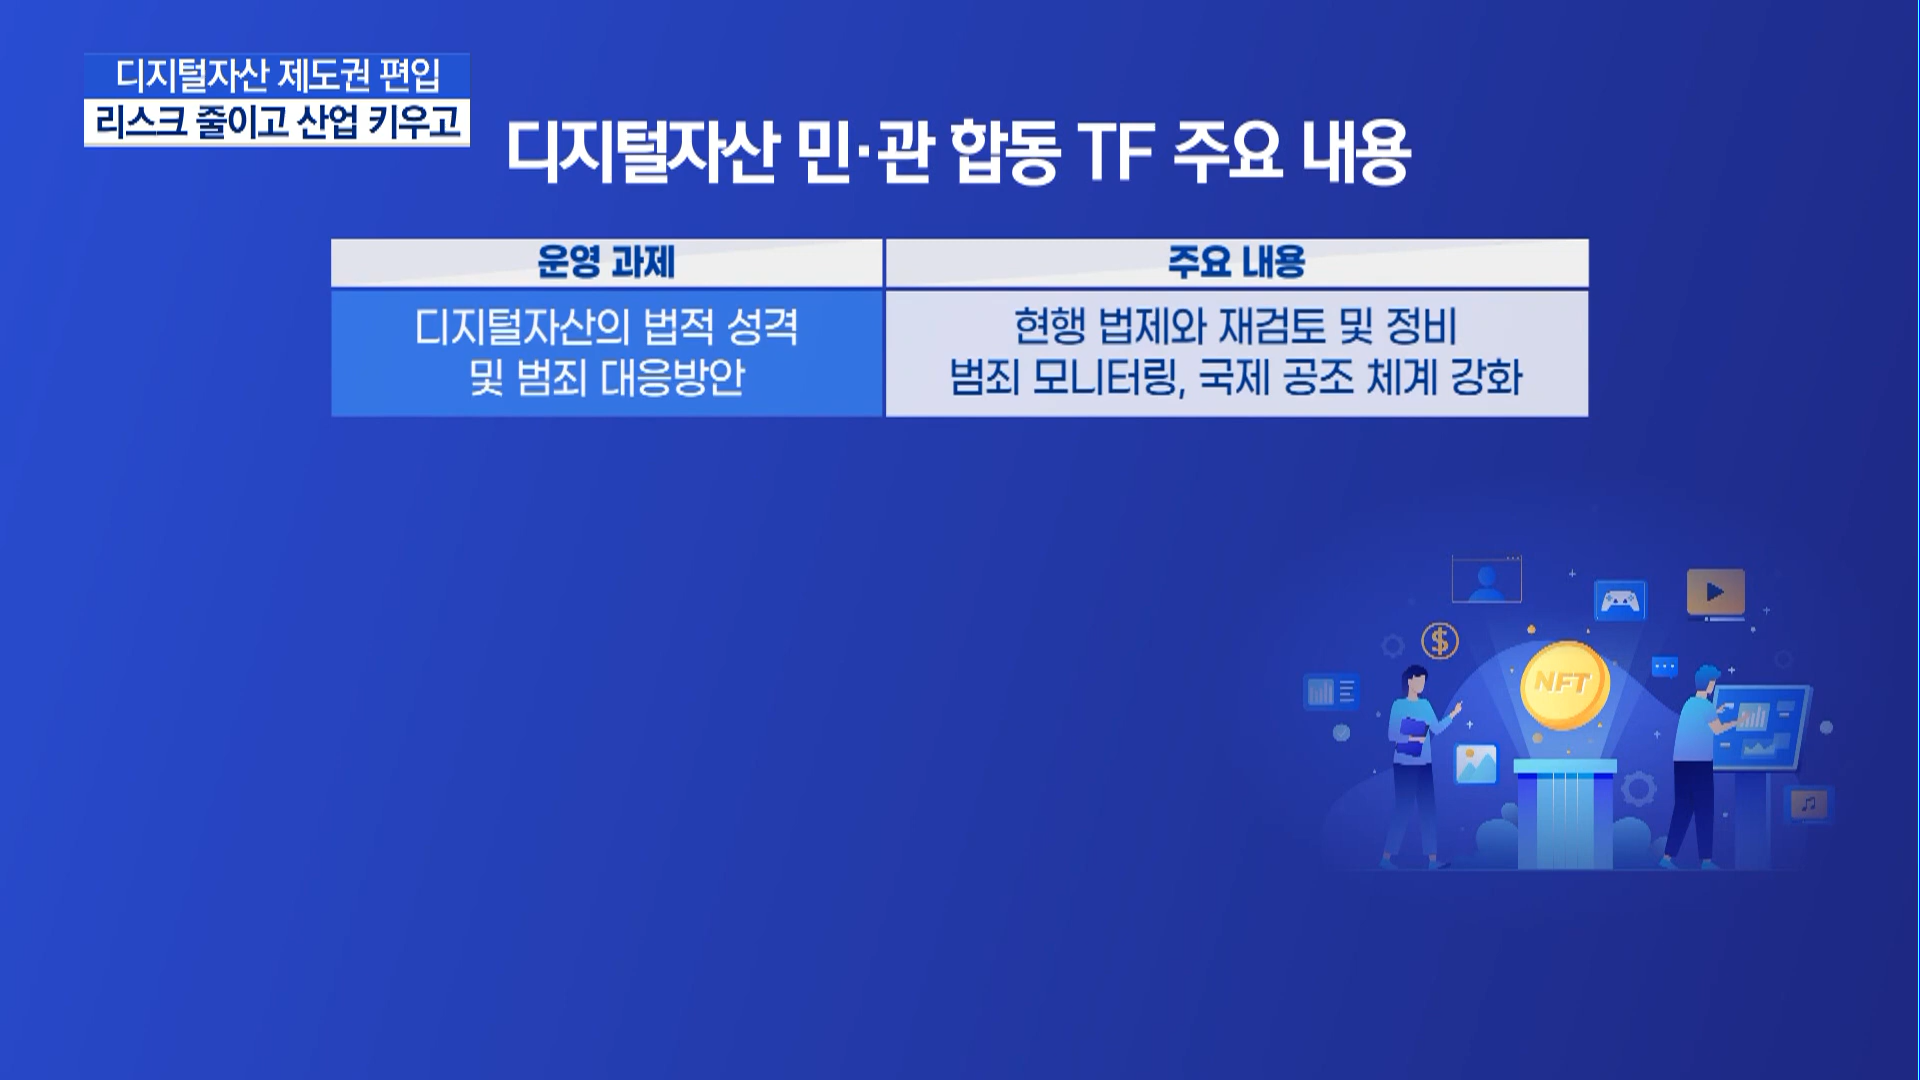 디지털자산 제도권 편입
리스크 줄이고 산업 키우고
디지털자산 민·관 합동 TF 주요 내용
운영 과제
주요 내용
디지털자산의 법적 성격
및 범죄 대응방안
현행 법제와 재검토 및 정비
범죄 모니터링, 국제 공조 체계 강화
$
NFT